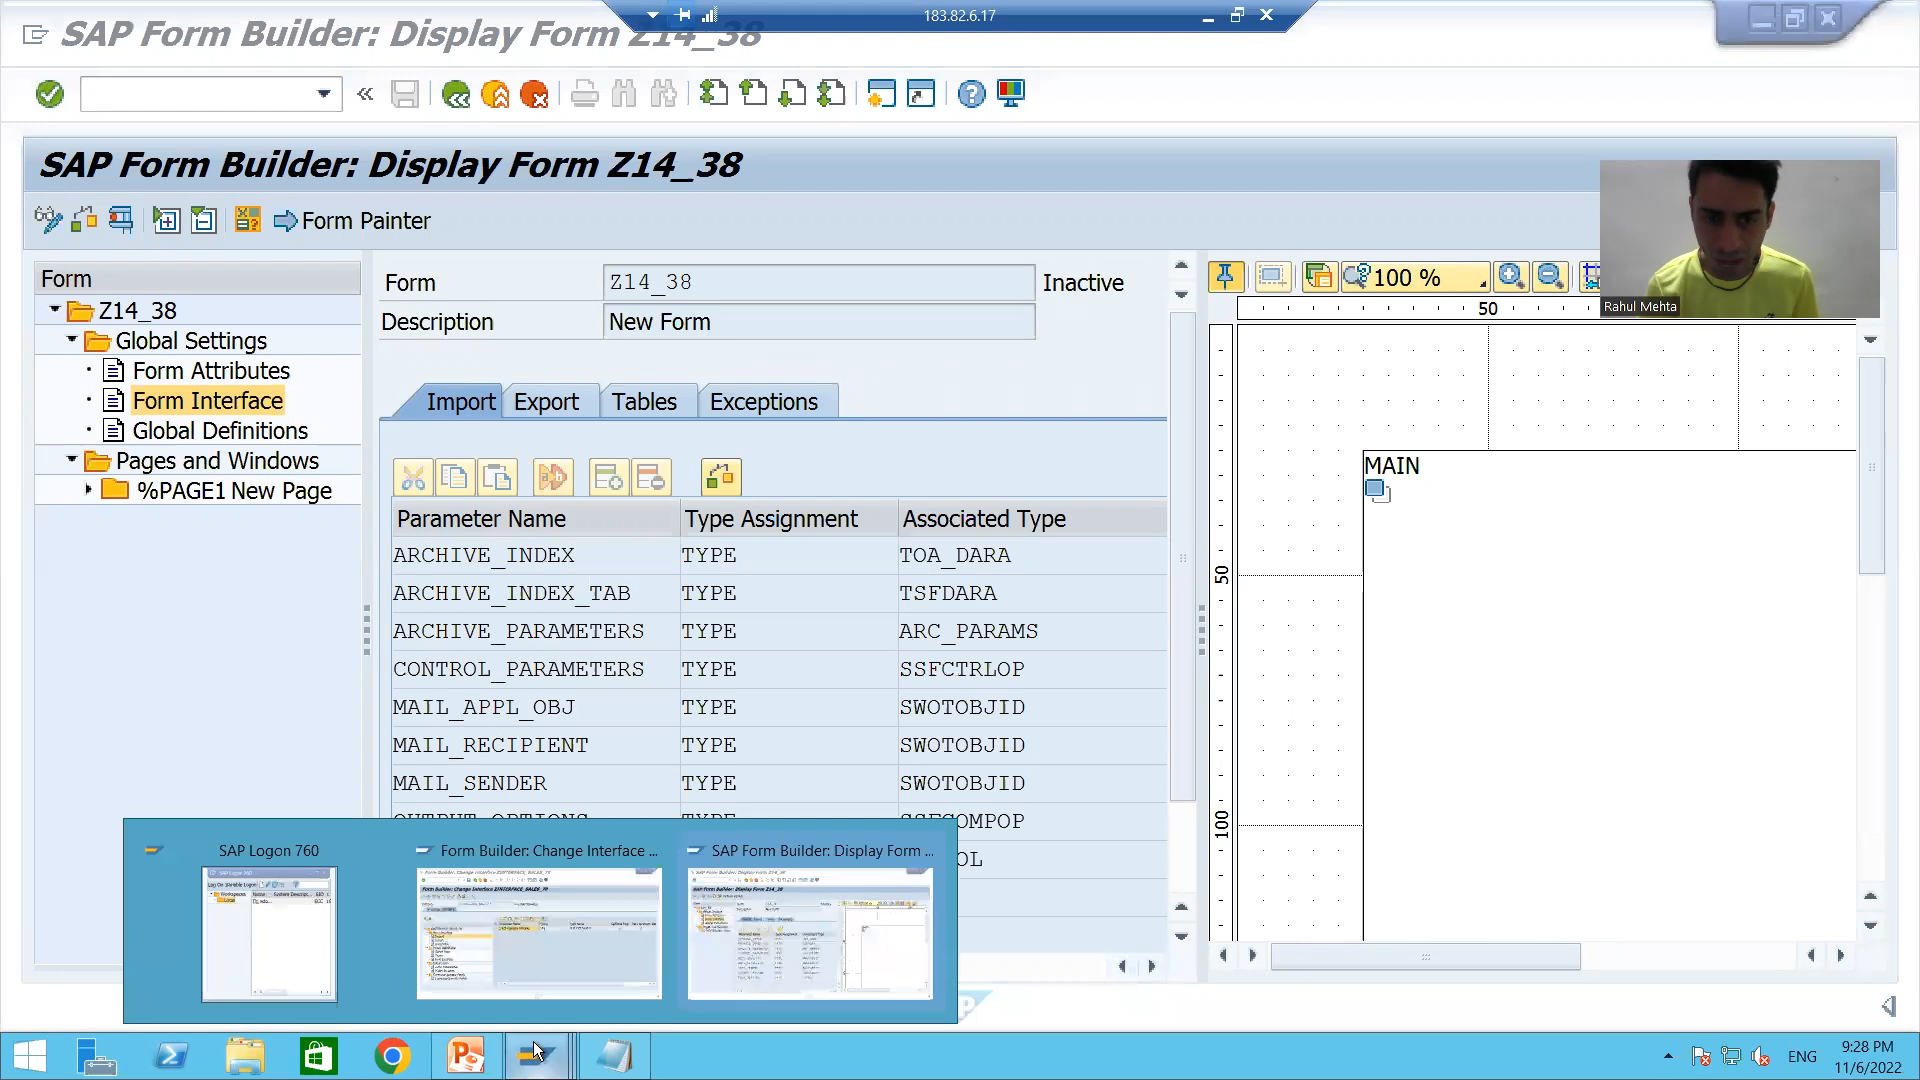 183.82.6.17
SAP Form Builder: Display Form Z14_38
SAP Form Builder: Display Form Z14_38
Form Painter
Form
Z14_38
Global Settings
Form Attributes
Form Interface
Global Definitions
Pages and Windows
%PAGE1 New Page
Form Z14_38 Inactive
Description New Form
Import Export Tables Exceptions
Parameter Name Type Assignment Associated Type
ARCHIVE_INDEX TYPE TOA_DARA
ARCHIVE_INDEX_TAB TYPE TSFDARA
ARCHIVE_PARAMETERS TYPE ARC_PARAMS
CONTROL_PARAMETERS TYPE SSFCTRLOP
MAIL_APPL_OBJ TYPE SWOTOBJID
MAIL_RECIPIENT TYPE SWOTOBJID
MAIL_SENDER TYPE SWOTOBJID
100 %
50
MAIN
50
100
Rahul Mehta
SAP Logon 760
Form Builder: Change Interface ...
SAP Form Builder: Display Form ...
ENG
9:28 PM
11/6/2022